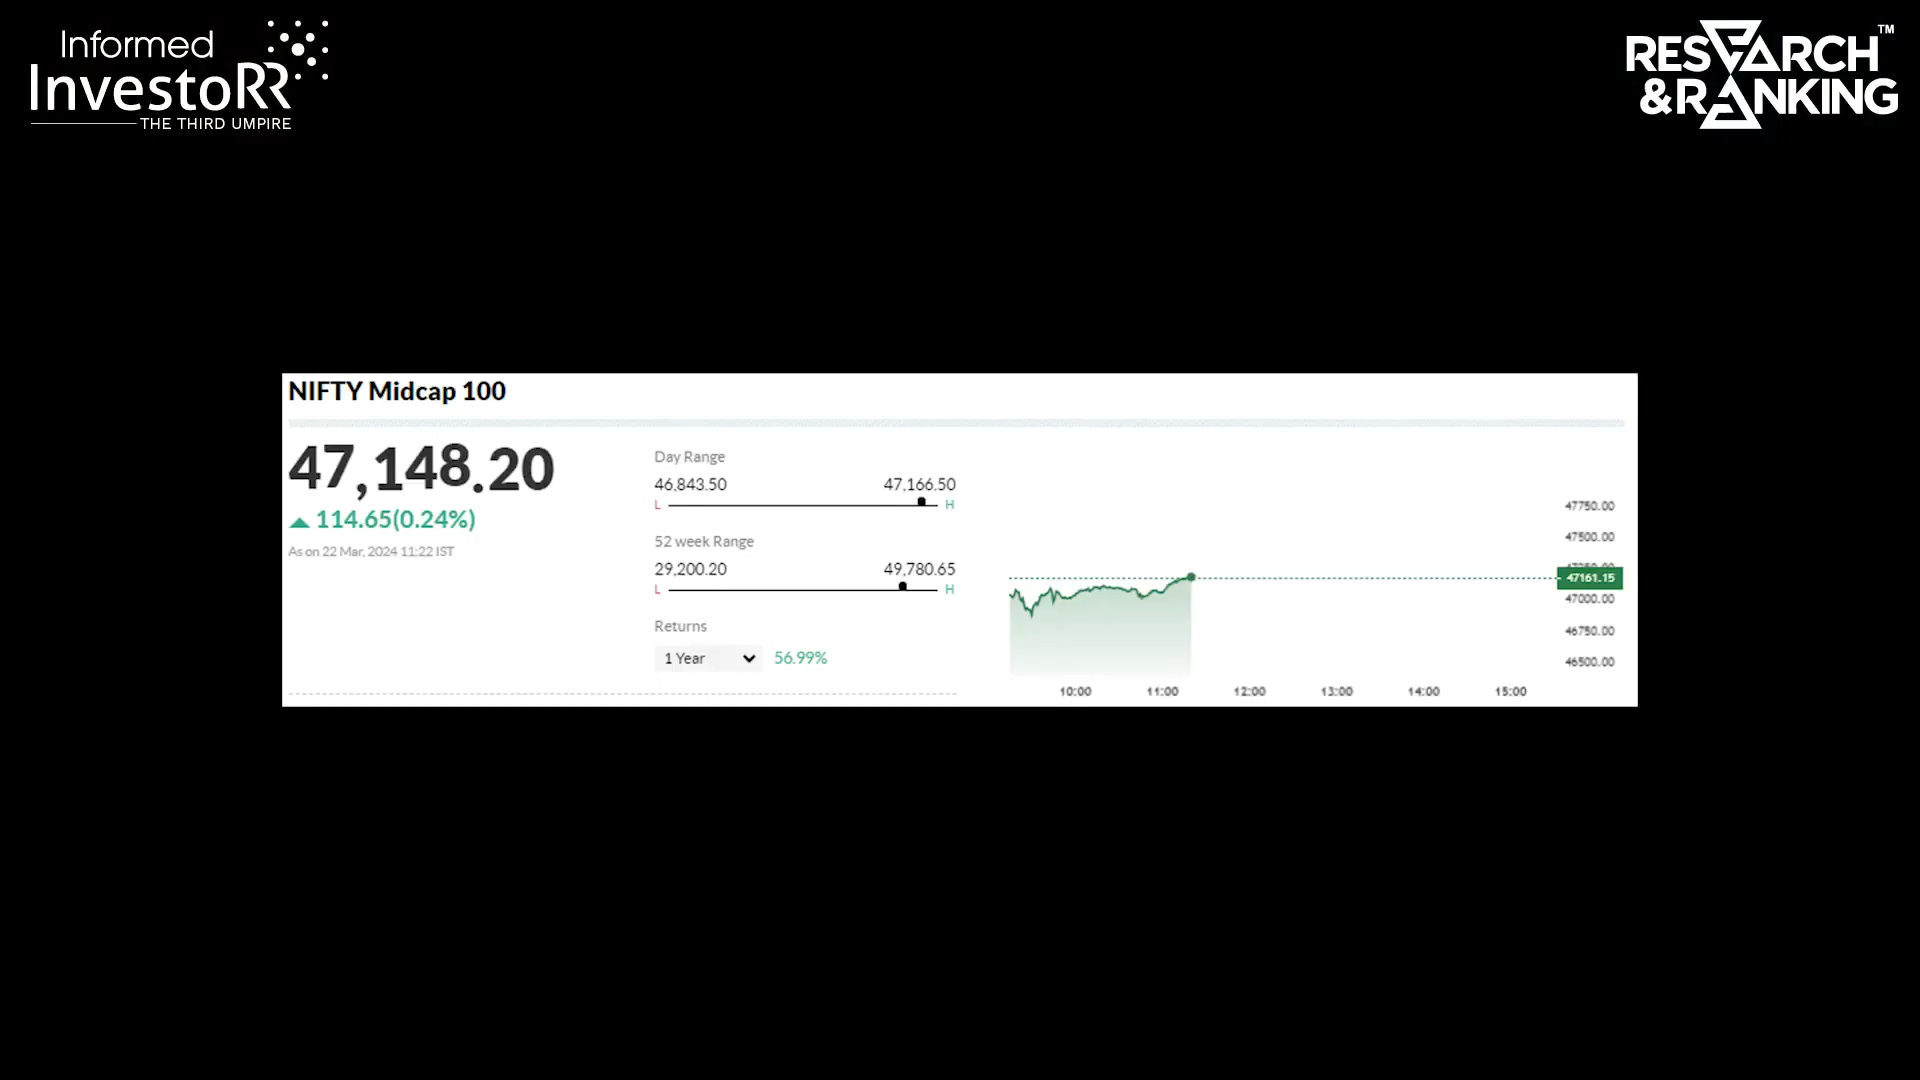 Informed
InvestoRR
THE THIRD UMPIRE
RESEARCH™
&RANKING
NIFTY Midcap 100
47,148.20
114.65(0.24%)
As on 22 Mar, 2024 11:22 IST
Day Range
46,843.50 47,166.50
L H
52 week Range
29,200.20 49,780.65
L H
Returns
1 Year 56.99%
47750.00
47500.00
47161.15
47000.00
46750.00
46500.00
10:00 11:00 12:00 13:00 14:00 15:00